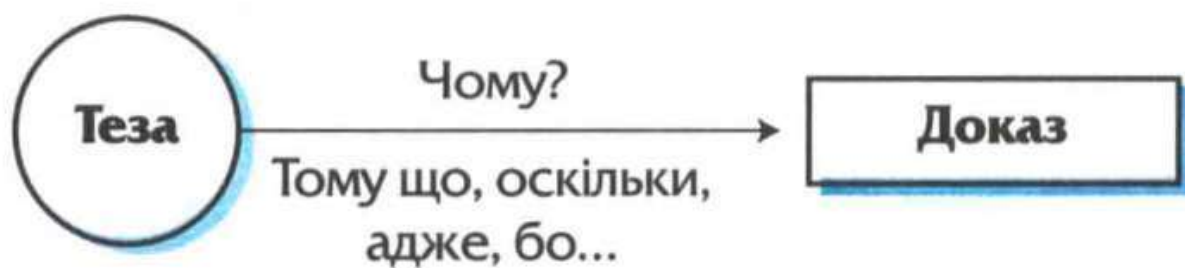 Теза
Чому?
Тому що, оскільки,
адже, бо...
Доказ